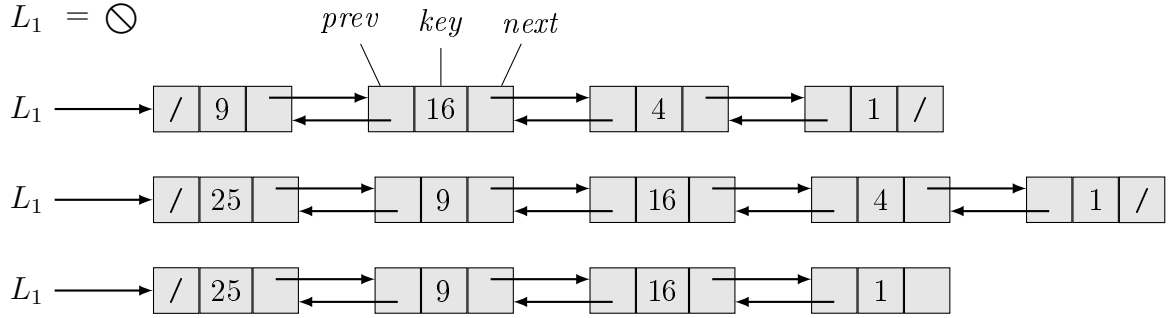 L₁ = ⃠
prev key next
L₁ / 9 16 4 1 /
L₁ / 25 9 16 4 1 /
L₁ / 25 9 16 1